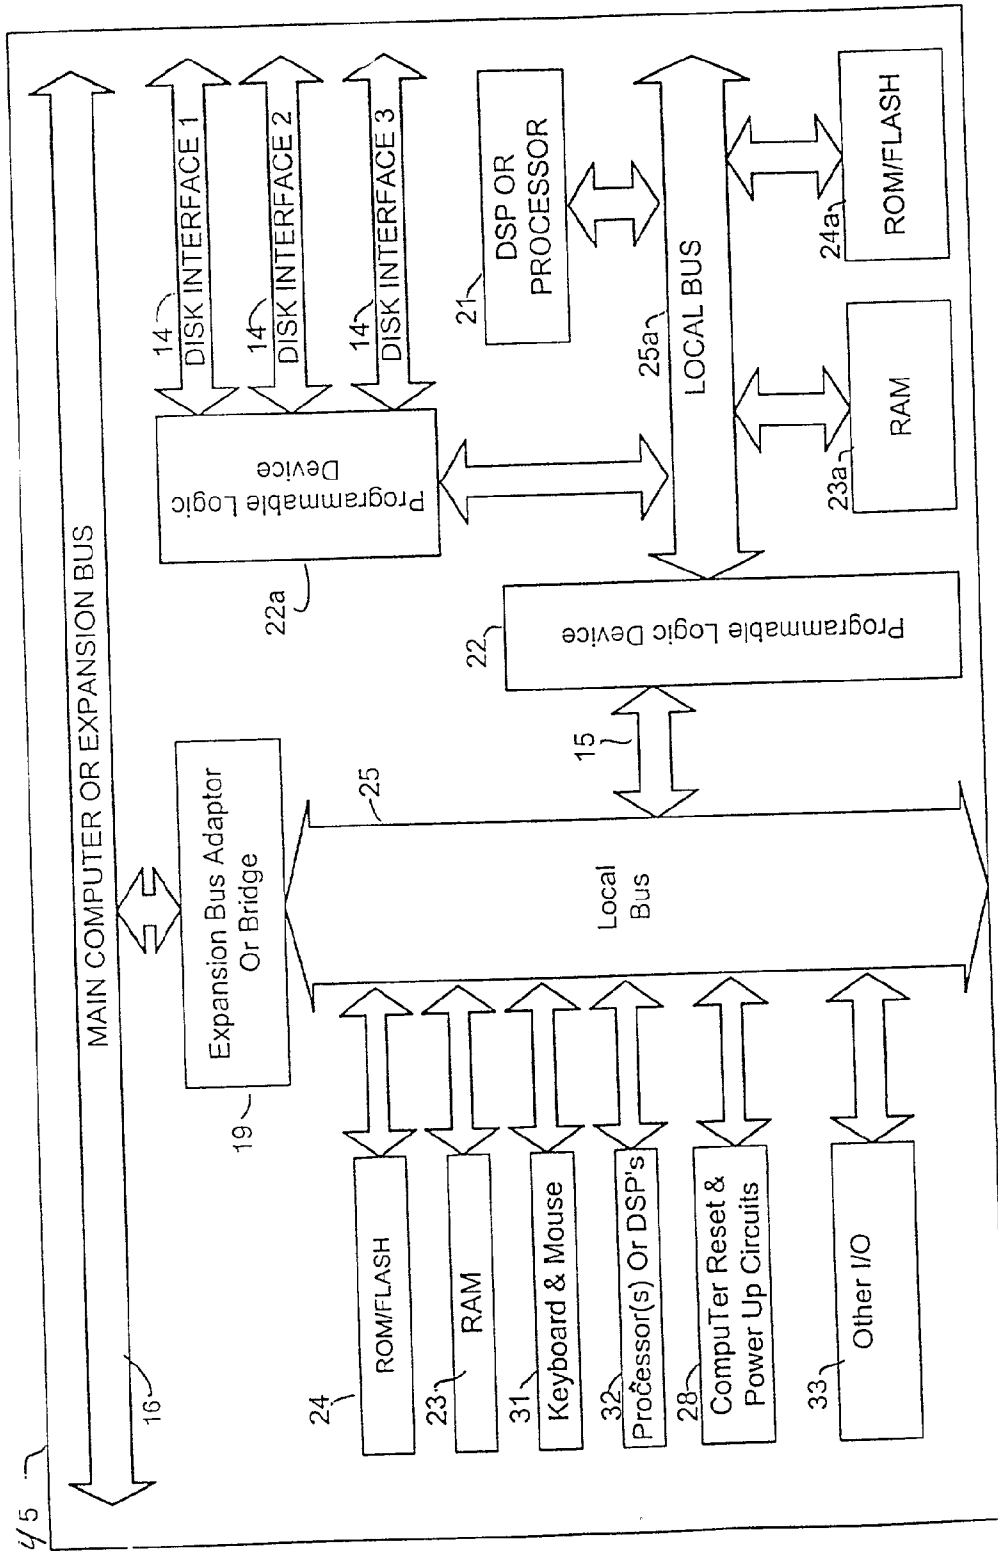 4/5
MAIN COMPUTER OR EXPANSION BUS
16
Expansion Bus Adaptor
Or Bridge
19
14
DISK INTERFACE 1
14
DISK INTERFACE 2
14
DISK INTERFACE 3
Programmable Logic
Device
22a
DSP OR
PROCESSOR
21
25a
LOCAL BUS
24a
ROM/FLASH
23a
RAM
22
Programmable Logic Device
15
25
Local
Bus
24
ROM/FLASH
23
RAM
31
Keyboard & Mouse
32
Processor(s) Or DSP's
28
CompuTer Reset &
Power Up Circuits
33
Other I/O